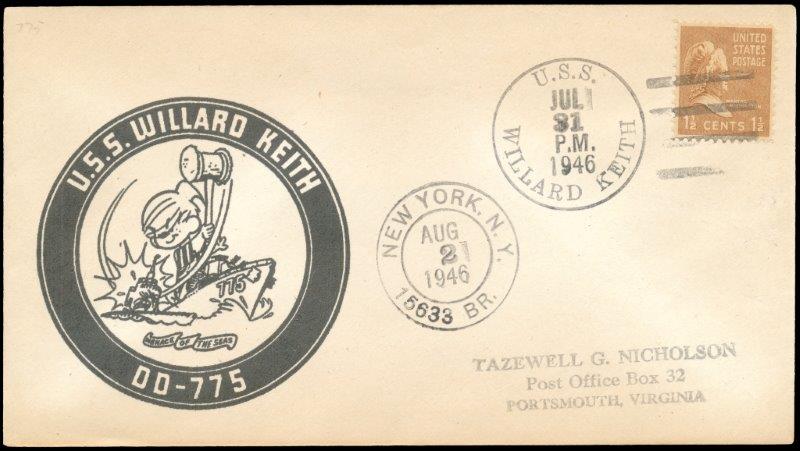 775
U.S.S. WILLARD KEITH
775
MENACE OF THE SEAS
DD-775
U.S.S.
JUL
31
P.M.
1946
WILLARD KEITH
NEW YORK, N.Y.
AUG
2
1946
15633 BR.
UNITED
STATES
POSTAGE
1½ CENTS 1½
TAZEWELL G. NICHOLSON
Post Office Box 32
PORTSMOUTH, VIRGINIA